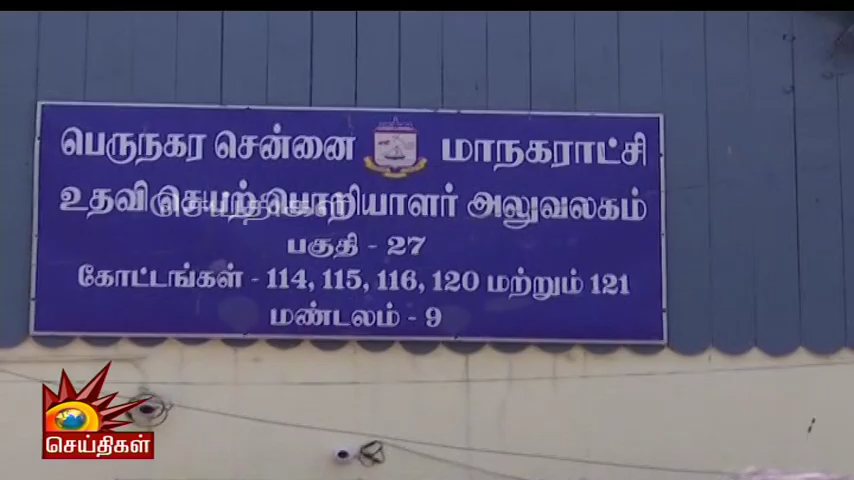 பெருநகர சென்னை மாநகராட்சி
உதவி செயற்பொறியாளர் அலுவலகம்
பகுதி - 27
கோட்டங்கள் - 114, 115, 116, 120 மற்றும் 121
மண்டலம் - 9
செய்திகள்